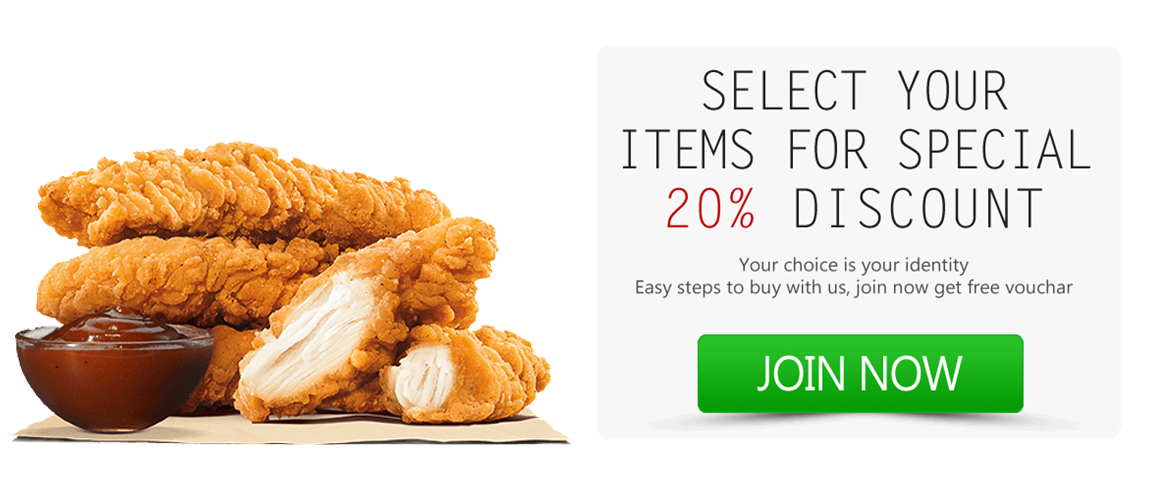 SELECT YOUR
ITEMS FOR SPECIAL
20% DISCOUNT
Your choice is your identity
Easy steps to buy with us, join now get free vouchar
JOIN NOW